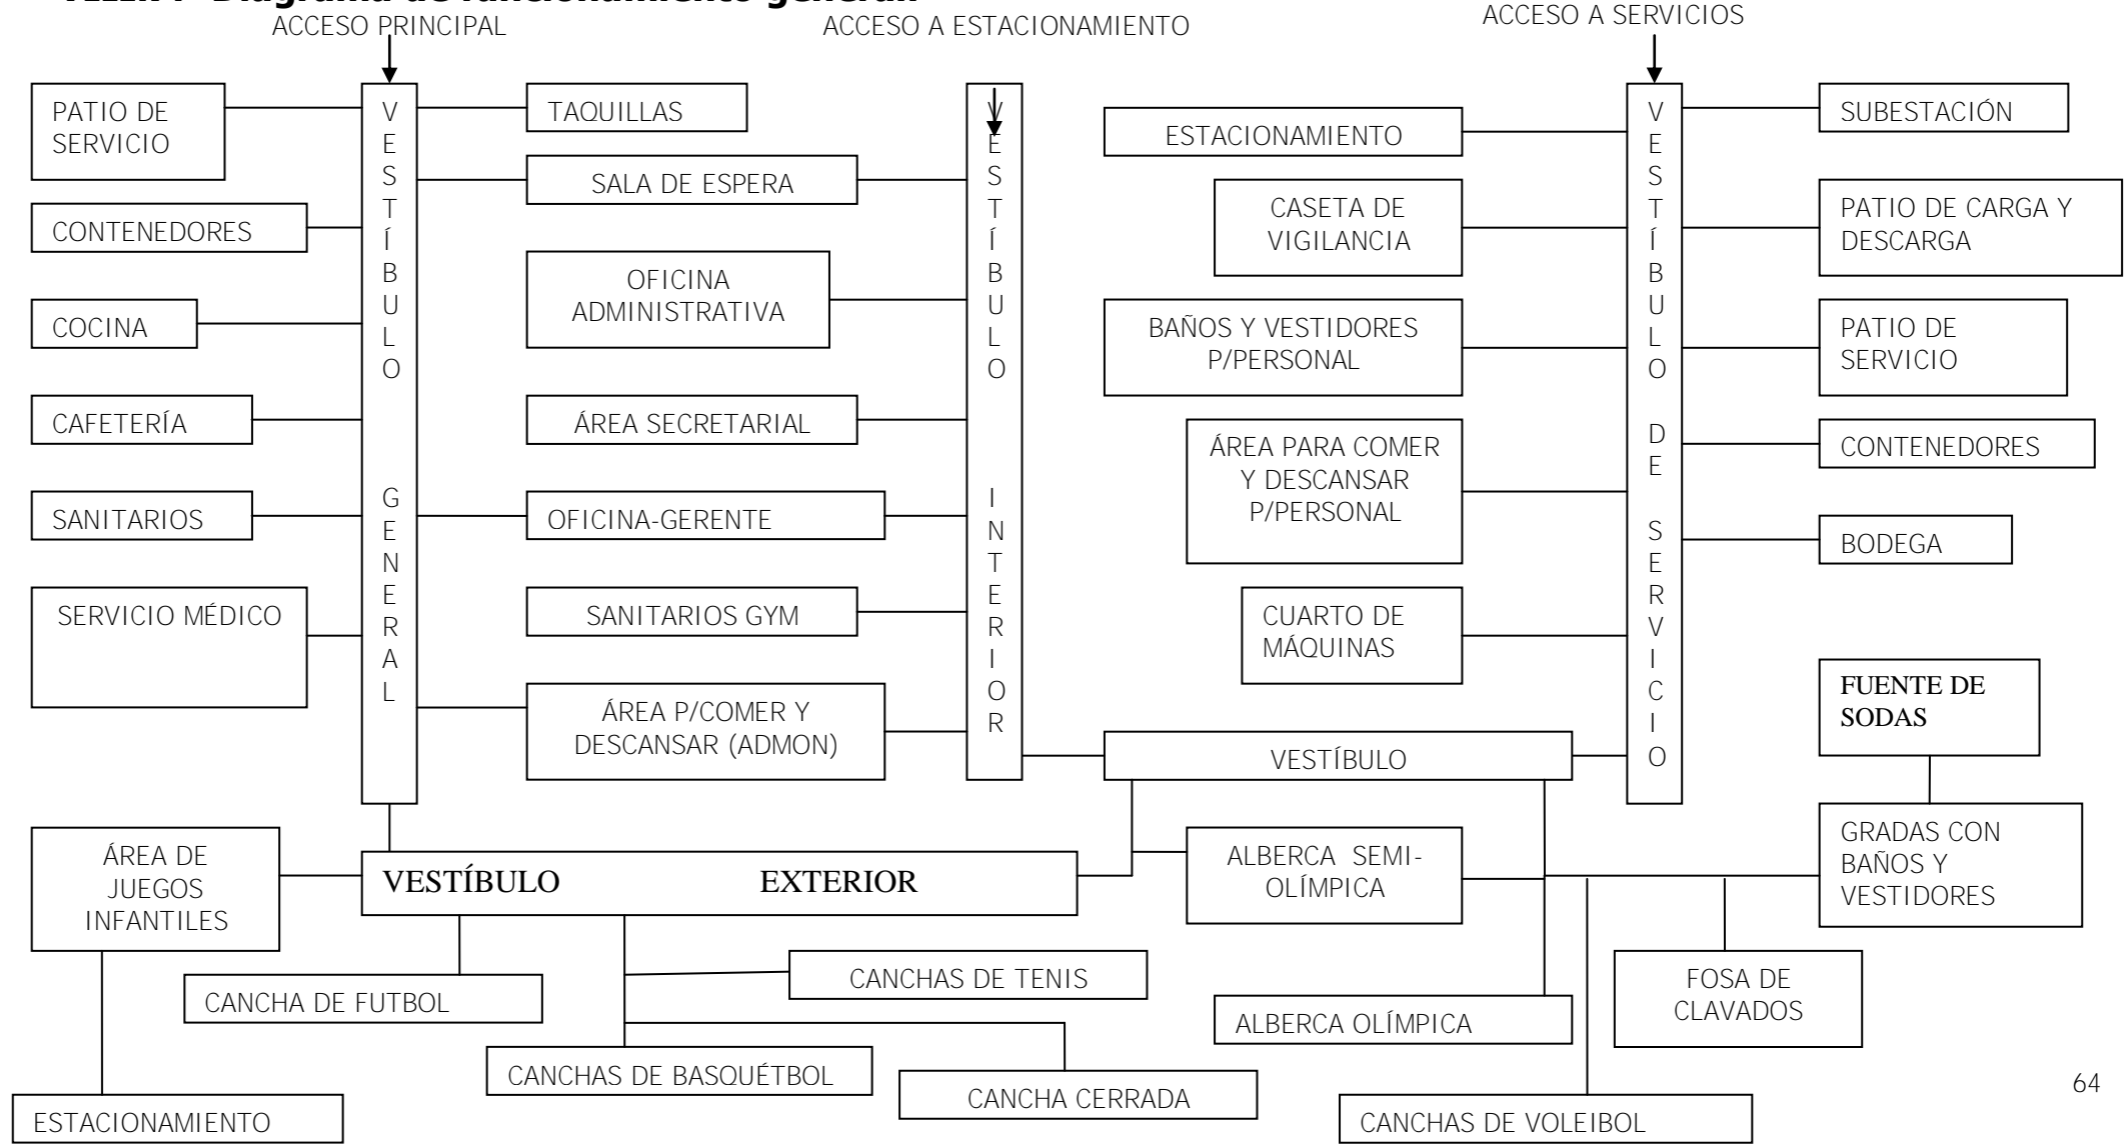 Diagrama de funcionamiento general.
ACCESO PRINCIPAL
ACCESO A ESTACIONAMIENTO
ACCESO A SERVICIOS
PATIO DE
SERVICIO
CONTENEDORES
COCINA
CAFETERÍA
SANITARIOS
SERVICIO MÉDICO
VESTÍBULO GENERAL
TAQUILLAS
SALA DE ESPERA
OFICINA
ADMINISTRATIVA
ÁREA SECRETARIAL
OFICINA-GERENTE
SANITARIOS GYM
ÁREA P/COMER Y
DESCANSAR (ADMON)
VESTÍBULO INTERIOR
ESTACIONAMIENTO
CASETA DE
VIGILANCIA
BAÑOS Y VESTIDORES
P/PERSONAL
ÁREA PARA COMER
Y DESCANSAR
P/PERSONAL
CUARTO DE
MÁQUINAS
VESTÍBULO
VESTÍBULO DE SERVICIO
SUBESTACIÓN
PATIO DE CARGA Y
DESCARGA
PATIO DE
SERVICIO
CONTENEDORES
BODEGA
FUENTE DE
SODAS
GRADAS CON
BAÑOS Y
VESTIDORES
ÁREA DE
JUEGOS
INFANTILES
VESTÍBULO EXTERIOR
ALBERCA SEMI-
OLÍMPICA
CANCHA DE FUTBOL
CANCHAS DE TENIS
ALBERCA OLÍMPICA
FOSA DE
CLAVADOS
CANCHAS DE BASQUÉTBOL
CANCHA CERRADA
ESTACIONAMIENTO
CANCHAS DE VOLEIBOL
64